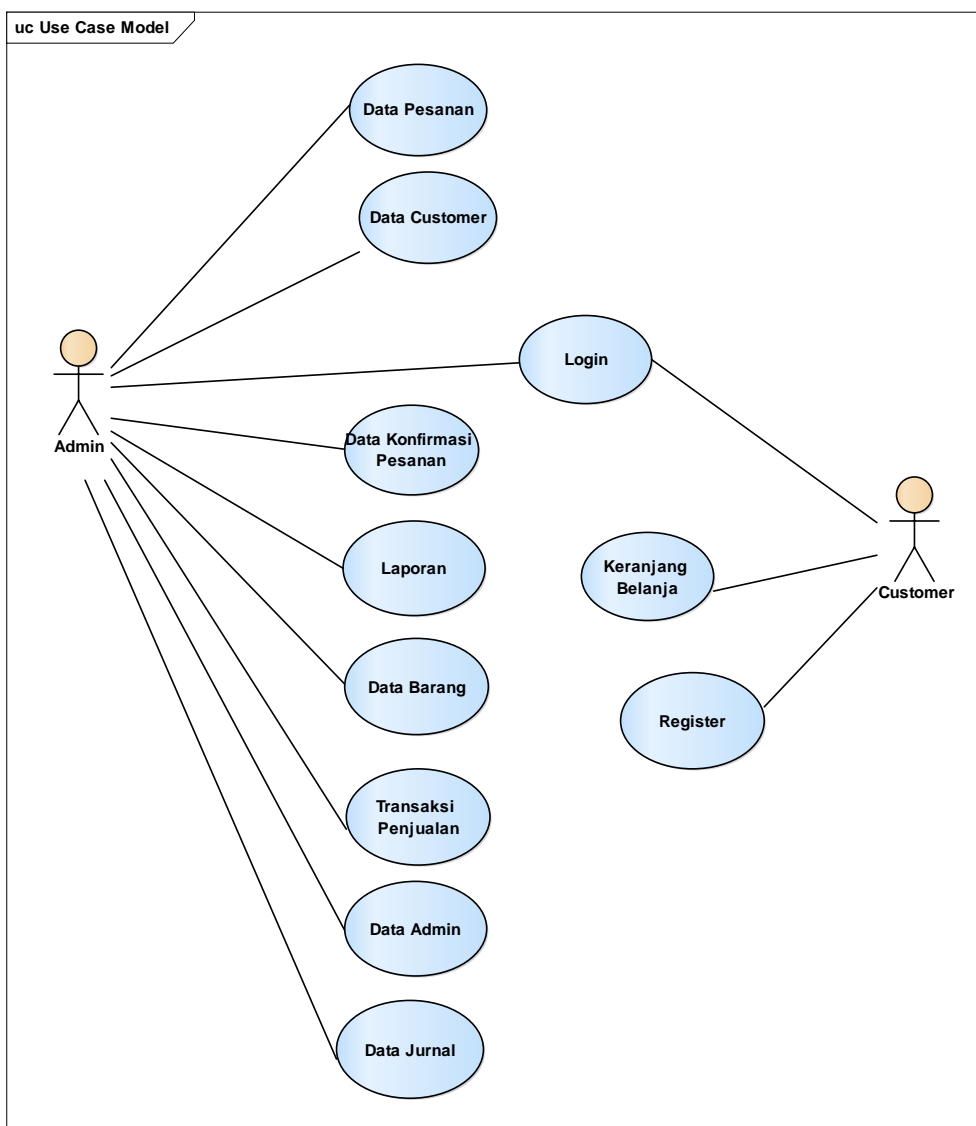 uc Use Case Model
Data Pesanan
Data Customer
Login
Admin
Data Konfirmasi
Pesanan
Laporan
Keranjang
Belanja
Customer
Data Barang
Register
Transaksi
Penjualan
Data Admin
Data Jurnal